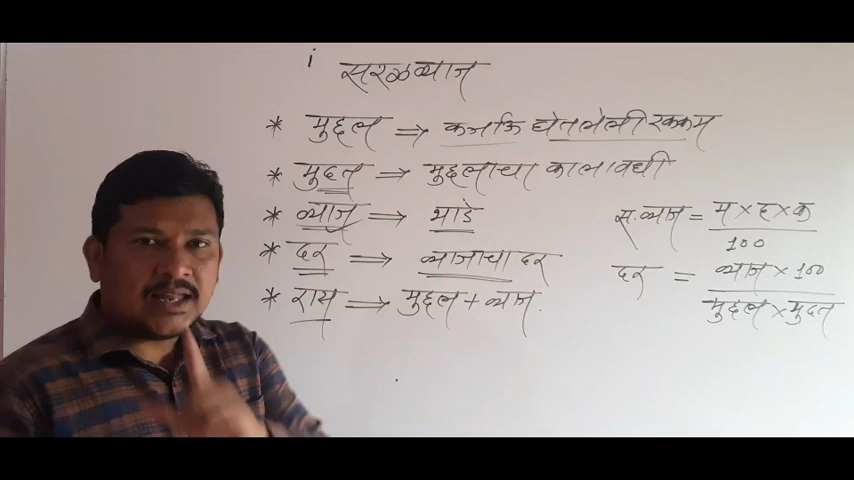 सरळव्याज
* मुद्दल ⇒ कर्जाऊ घेतलेली रक्कम
* मुदत ⇒ मुद्दलाचा कालावधी
* व्याज ⇒ भाडे
* दर ⇒ व्याजाचा दर
* रास ⇒ मुद्दल + व्याज.
स. व्याज = म × द × क
100
दर = व्याज × 100
मुद्दल × मुदत